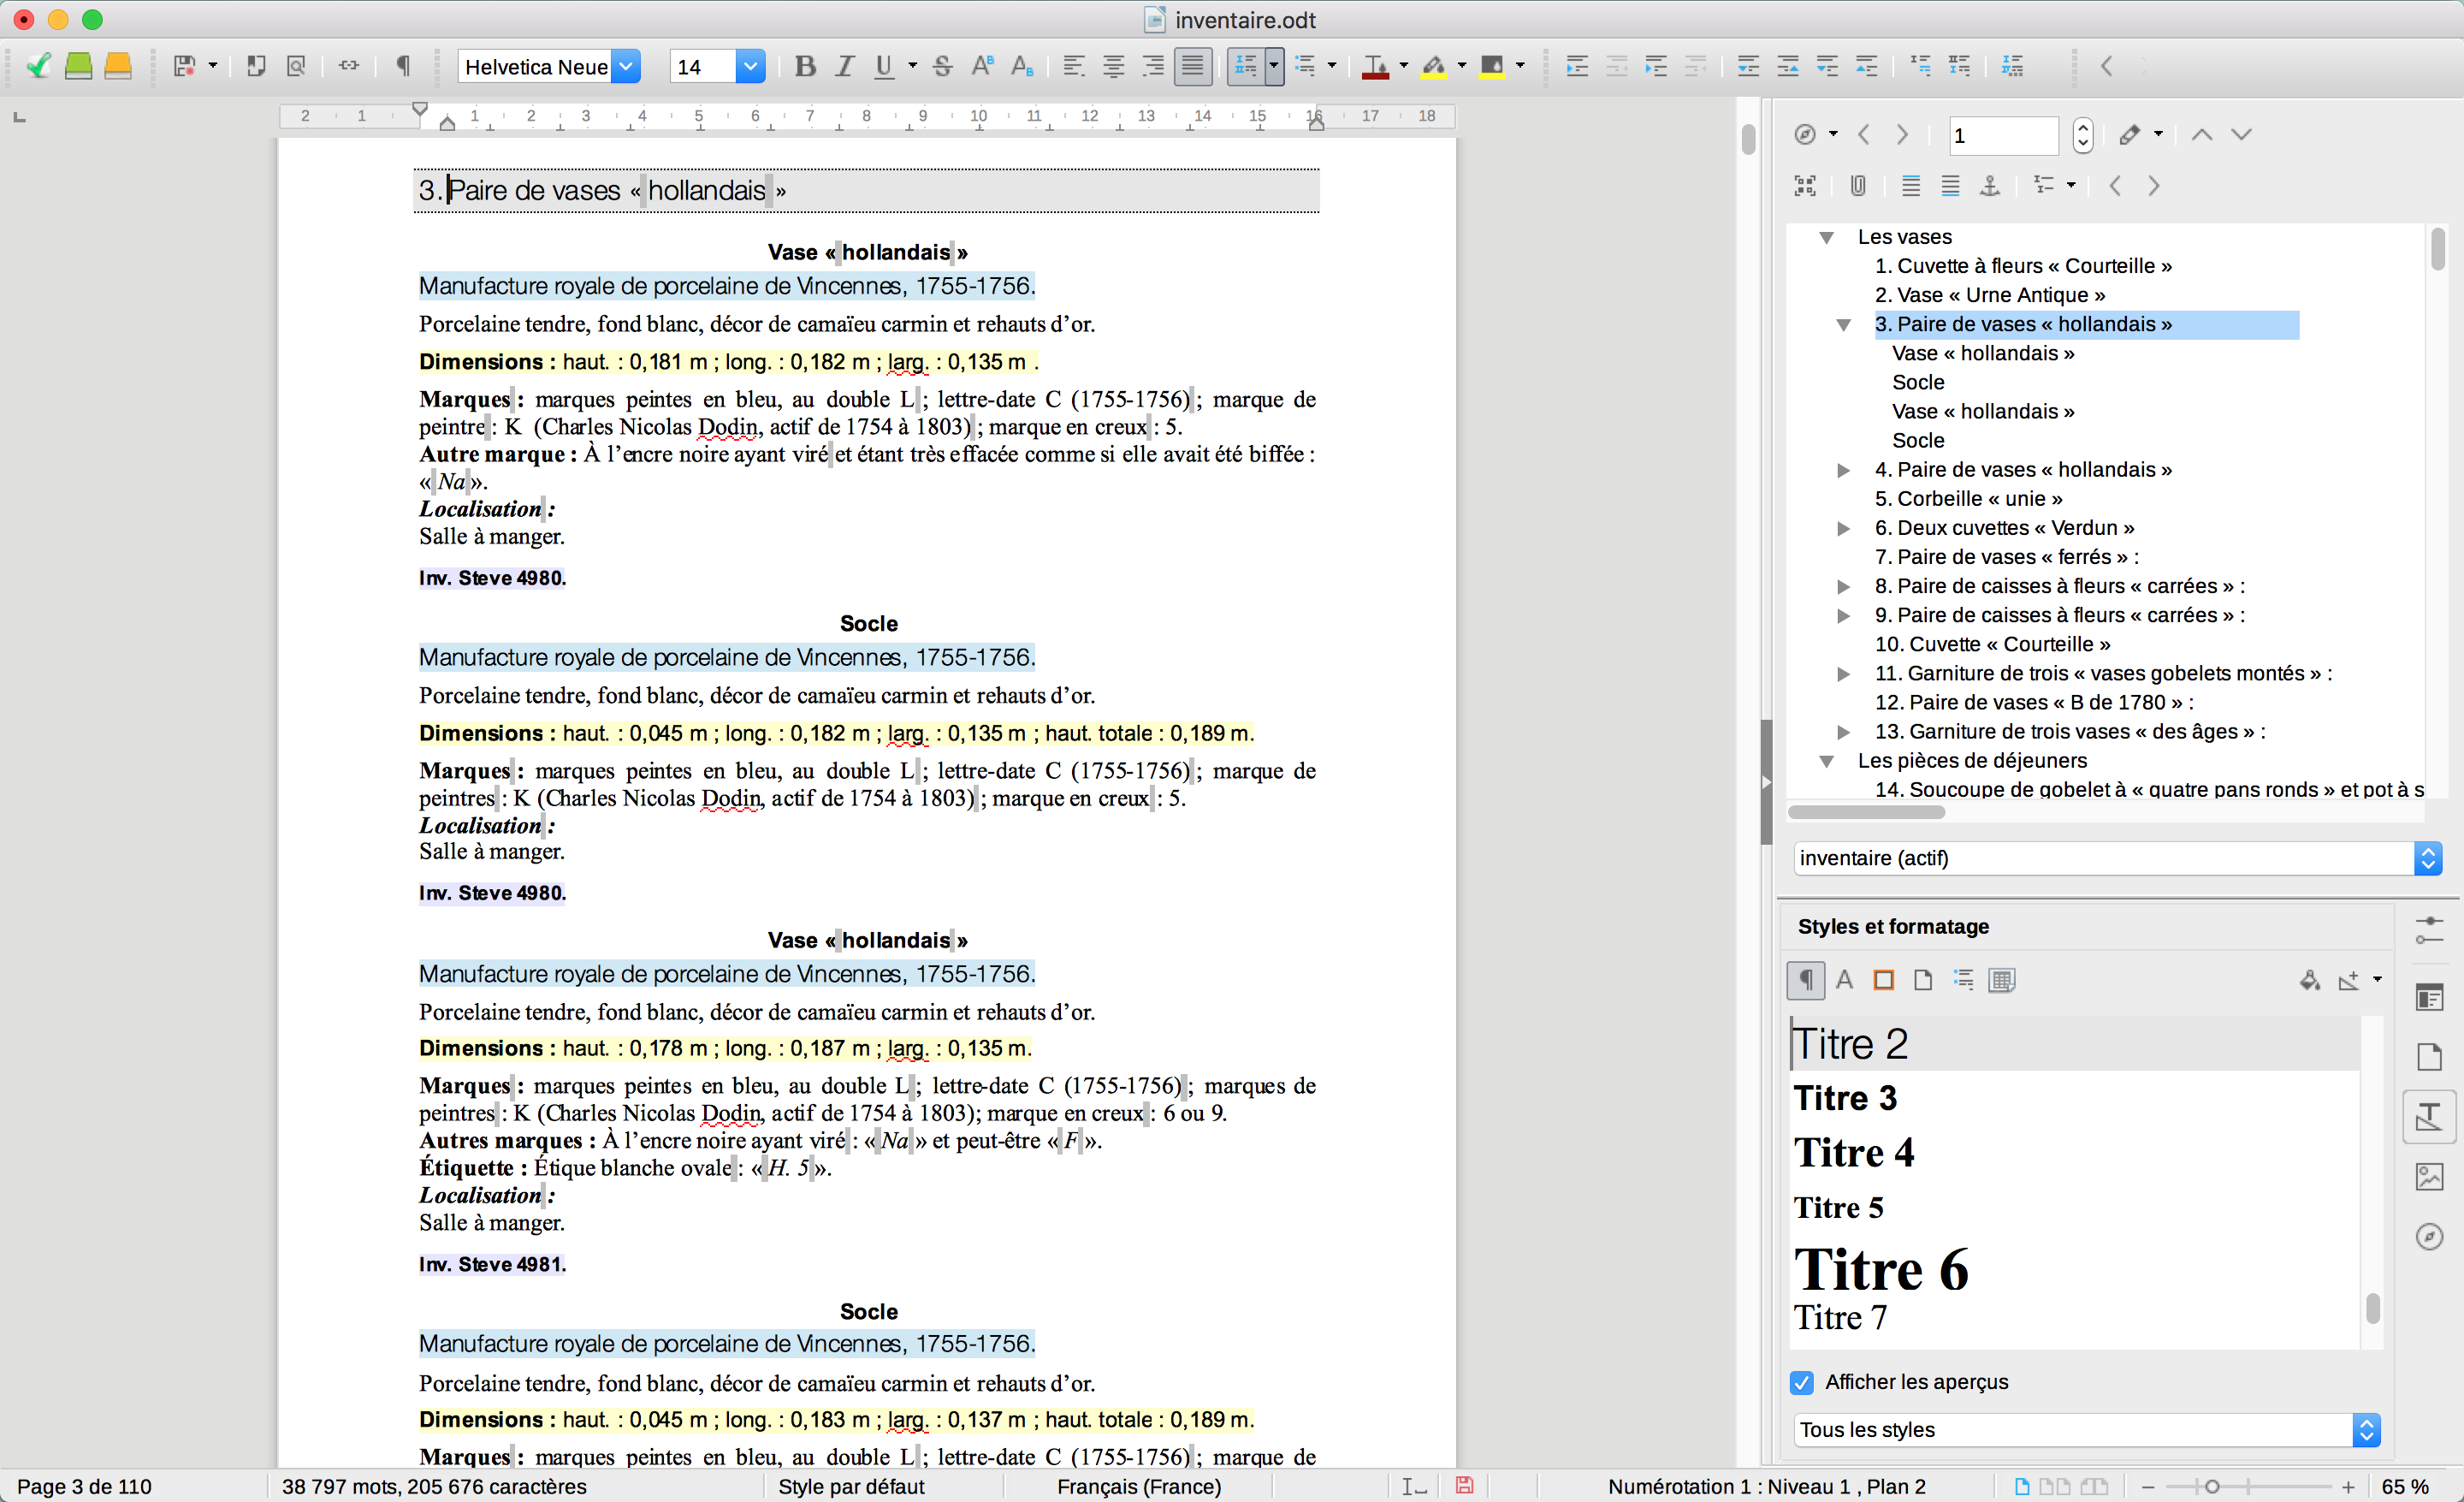 inventaire.odt
Helvetica Neue
14
2 1 1 2 3 4 5 6 7 8 9 10 11 12 13 14 15 16 17 18
3. Paire de vases « hollandais »
Vase « hollandais »
Manufacture royale de porcelaine de Vincennes, 1755-1756.
Porcelaine tendre, fond blanc, décor de camaïeu carmin et rehauts d’or.
Dimensions : haut. : 0,181 m ; long. : 0,182 m ; larg. : 0,135 m .
Marques : marques peintes en bleu, au double L ; lettre-date C (1755-1756) ; marque de
peintre : K (Charles Nicolas Dodin, actif de 1754 à 1803) ; marque en creux : 5.
Autre marque : À l’encre noire ayant viré et étant très effacée comme si elle avait été biffée :
« Na ».
Localisation :
Salle à manger.
Inv. Steve 4980.
Socle
Manufacture royale de porcelaine de Vincennes, 1755-1756.
Porcelaine tendre, fond blanc, décor de camaïeu carmin et rehauts d’or.
Dimensions : haut. : 0,045 m ; long. : 0,182 m ; larg. : 0,135 m ; haut. totale : 0,189 m.
Marques : marques peintes en bleu, au double L ; lettre-date C (1755-1756) ; marque de
peintres : K (Charles Nicolas Dodin, actif de 1754 à 1803) ; marque en creux : 5.
Localisation :
Salle à manger.
Inv. Steve 4980.
Vase « hollandais »
Manufacture royale de porcelaine de Vincennes, 1755-1756.
Porcelaine tendre, fond blanc, décor de camaïeu carmin et rehauts d’or.
Dimensions : haut. : 0,178 m ; long. : 0,187 m ; larg. : 0,135 m.
Marques : marques peintes en bleu, au double L ; lettre-date C (1755-1756) ; marques de
peintres : K (Charles Nicolas Dodin, actif de 1754 à 1803); marque en creux : 6 ou 9.
Autres marques : À l’encre noire ayant viré : « Na » et peut-être « F ».
Étiquette : Étique blanche ovale : « H. 5 ».
Localisation :
Salle à manger.
Inv. Steve 4981.
Socle
Manufacture royale de porcelaine de Vincennes, 1755-1756.
Porcelaine tendre, fond blanc, décor de camaïeu carmin et rehauts d’or.
Dimensions : haut. : 0,045 m ; long. : 0,183 m ; larg. : 0,137 m ; haut. totale : 0,189 m.
Marques : marques peintes en bleu, au double L ; lettre-date C (1755-1756) ; marque de
1
Les vases
1. Cuvette à fleurs « Courteille »
2. Vase « Urne Antique »
3. Paire de vases « hollandais »
Vase « hollandais »
Socle
Vase « hollandais »
Socle
4. Paire de vases « hollandais »
5. Corbeille « unie »
6. Deux cuvettes « Verdun »
7. Paire de vases « ferrés » :
8. Paire de caisses à fleurs « carrées » :
9. Paire de caisses à fleurs « carrées » :
10. Cuvette « Courteille »
11. Garniture de trois « vases gobelets montés » :
12. Paire de vases « B de 1780 » :
13. Garniture de trois vases « des âges » :
Les pièces de déjeuners
14. Soucoupe de gobelet à « quatre pans ronds » et pot à s
inventaire (actif)
Styles et formatage
Titre 2
Titre 3
Titre 4
Titre 5
Titre 6
Titre 7
Afficher les aperçus
Tous les styles
Page 3 de 110
38 797 mots, 205 676 caractères
Style par défaut
Français (France)
Numérotation 1 : Niveau 1 , Plan 2
65 %